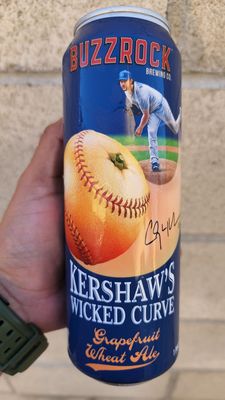 BUZZROCK
BREWING CO.
KERSHAW'S
WICKED CURVE
Grapefruit
Wheat Ale